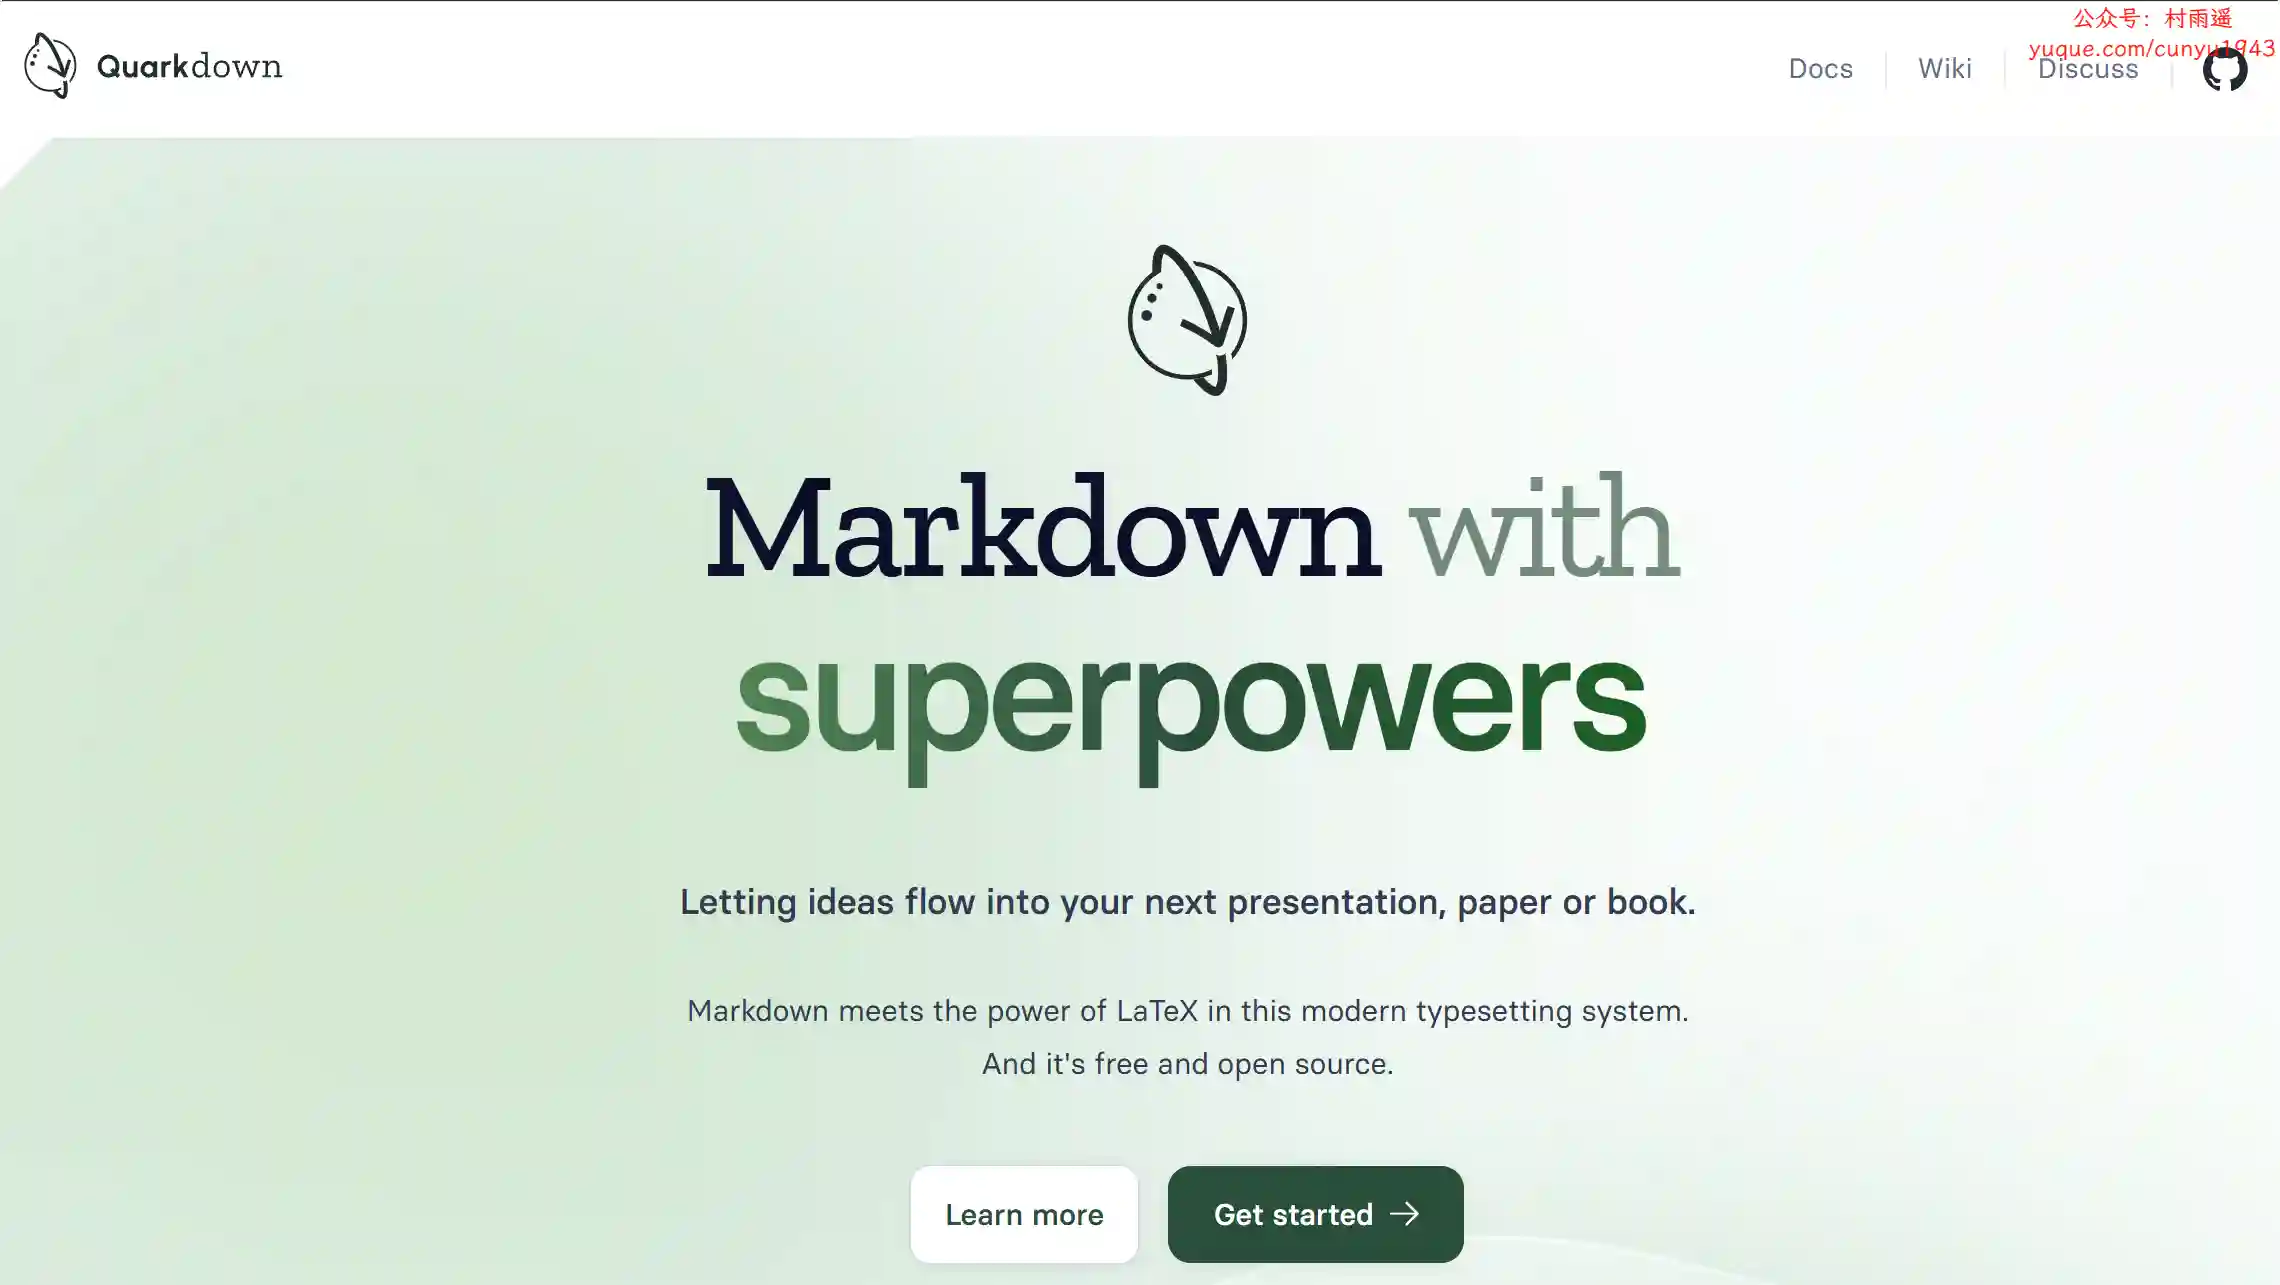 公众号：村雨遥
yuque.com/cunyu1943
Quarkdown
Docs
Wiki
Discuss
Markdown with
superpowers
Letting ideas flow into your next presentation, paper or book.
Markdown meets the power of LaTeX in this modern typesetting system.
And it's free and open source.
Learn more
Get started →